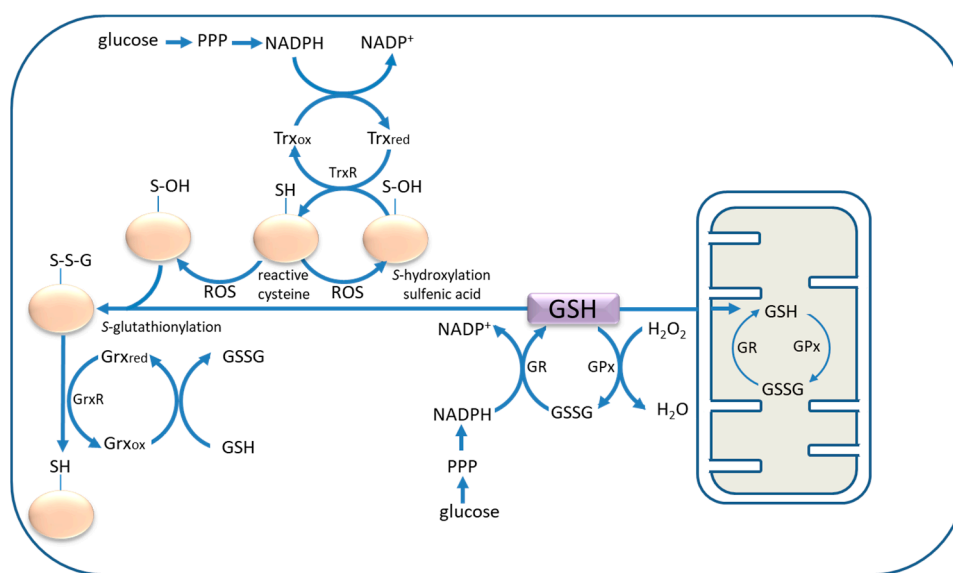 glucose PPP NADPH NADP⁺
Trxox Trxred
TrxR
S-OH SH S-OH
S-S-G
reactive
cysteine
S-hydroxylation
sulfenic acid
ROS ROS
S-glutathionylation
GSH
NADP⁺ H₂O₂
GR GPx
NADPH GSSG H₂O
PPP
glucose
Grxred GSSG
GrxR
Grxox GSH
SH
GSH
GR GPx
GSSG